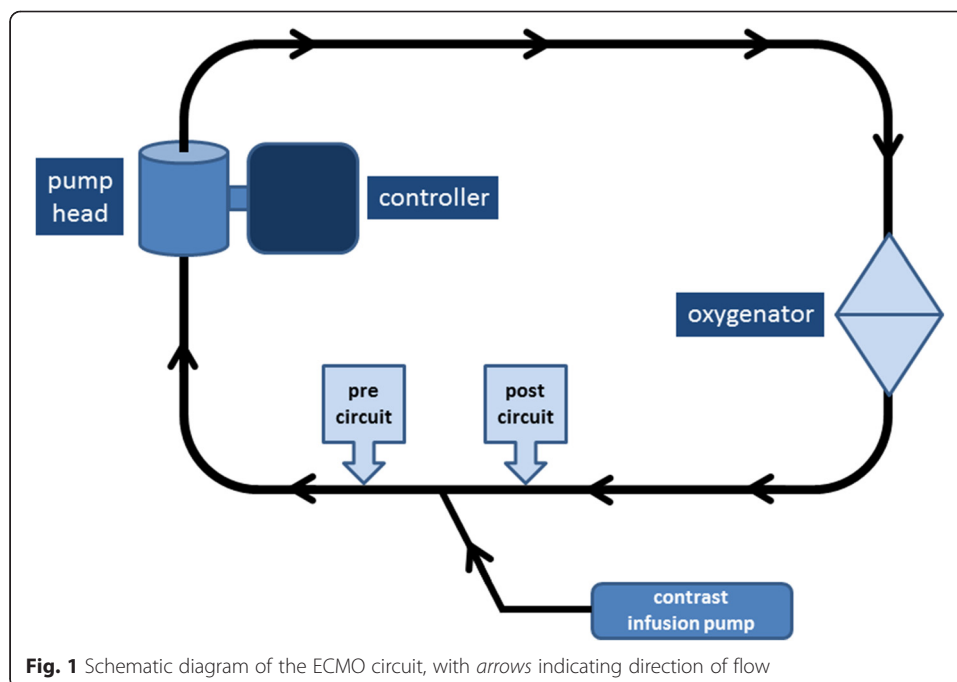 pump
head
controller
oxygenator
pre
circuit
post
circuit
contrast
infusion pump
Fig. 1 Schematic diagram of the ECMO circuit, with arrows indicating direction of flow